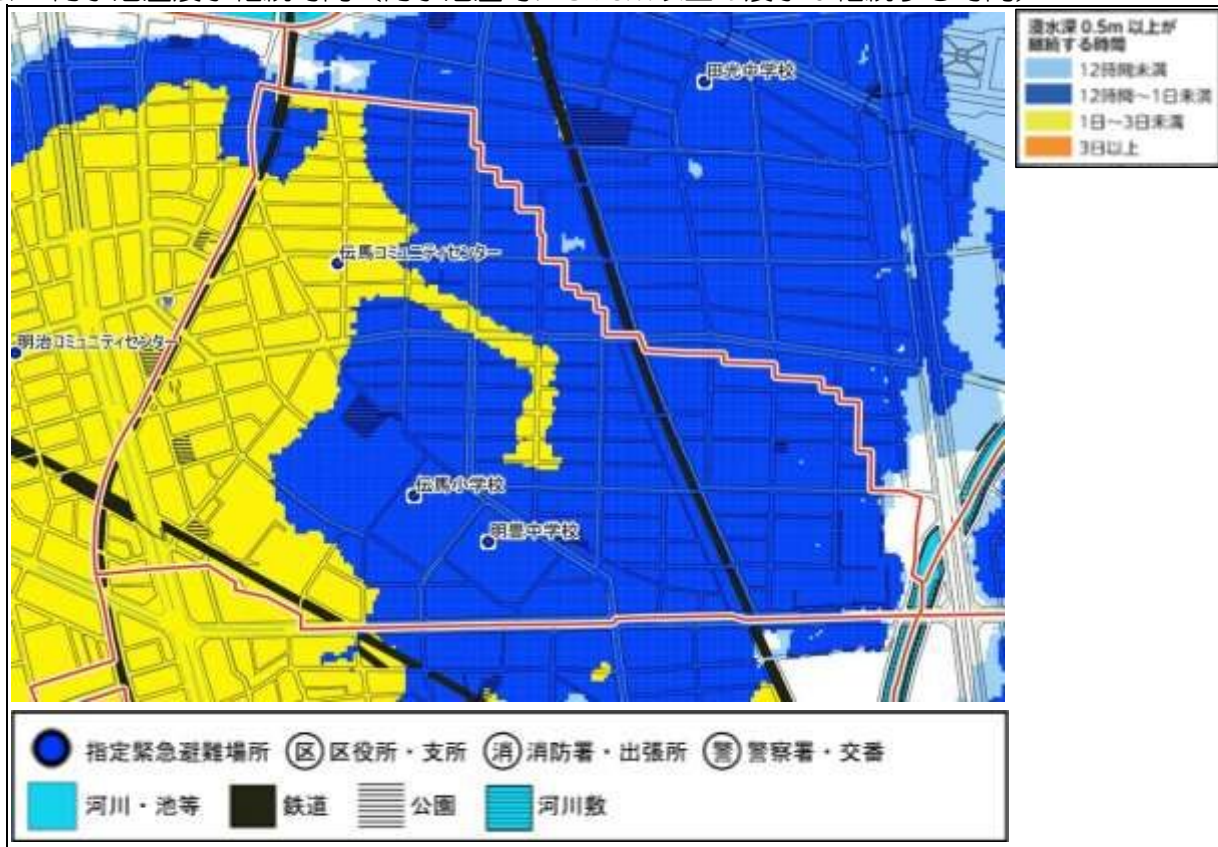 浸水深 0.5m 以上が
継続する時間
12時間未満
12時間～1日未満
1日～3日未満
3日以上
田光中学校
伝馬コミュニティセンター
明治コミュニティセンター
伝馬小学校
明豊中学校
指定緊急避難場所 区 区役所・支所 消 消防署・出張所 警 警察署・交番
河川・池等 鉄道 公園 河川敷